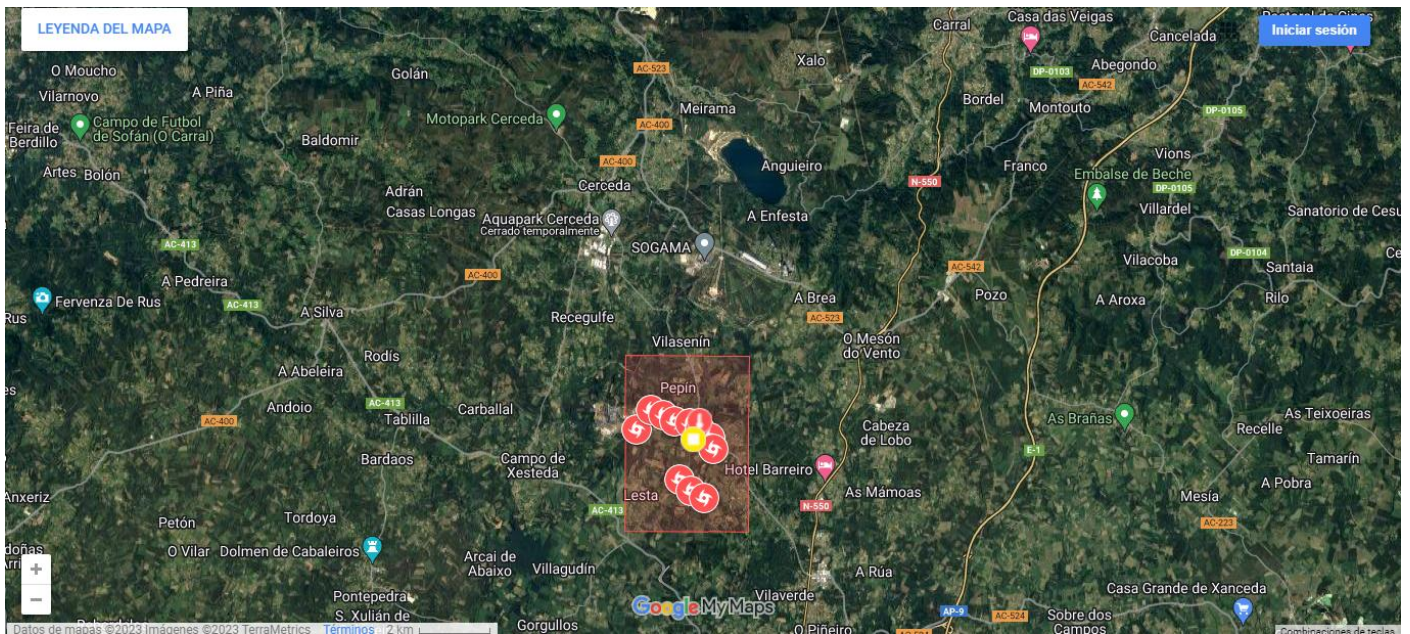 LEYENDA DEL MAPA
Iniciar sesión
Casa das Veigas
Carral
Cancelada
Xalo
O Moucho
Golán
AC-523
DP-0103
Abegondo
AC-542
Vilarnovo
A Piña
Meirama
Bordel
Montouto
DP-0105
Feira de
Berdillo
Campo de Futbol
de Sofán (O Carral)
Motopark Cerceda
AC-400
Baldomir
AC-400
Anguieiro
Franco
Vions
Artes
Bolón
Adrán
Cerceda
N-550
Embalse de Beche
DP-0105
Casas Longas
Aquapark Cerceda
Cerrado temporalmente
A Enfesta
Villardel
Sanatorio de Cesu
AC-413
SOGAMA
DP-0104
Vilacoba
Santaia
AC-400
AC-542
A Pedreira
Pozo
A Aroxa
Rilo
Fervenza De Rus
Rus
AC-413
A Silva
Recegulfe
A Brea
AC-523
Vilasenín
O Mesón
do Vento
Rodís
A Abeleira
Pepín
Andoio
AC-413
Carballal
AC-400
Tablilla
As Brañas
As Teixoeiras
Cabeza
de Lobo
Recelle
E-1
Bardaos
Campo de
Xesteda
Hotel Barreiro
Tamarín
As Mámoas
A Pobra
Anxeriz
Lesta
Mesía
N-550
AC-413
Petón
Tordoya
AC-223
O Vilar
Dolmen de Cabaleiros
Arcai de
Abaixo
Villagudín
A Rúa
Pontepedra
Casa Grande de Xanceda
Vilaverde
S. Xulián de
Google My Maps
AP-9
AC-524
Sobre dos
Campos
Gorgullos
O Piñeiro
Datos de mapas ©2023 Imágenes ©2023 TerraMetrics
Términos
2 km
Combinaciones de teclas